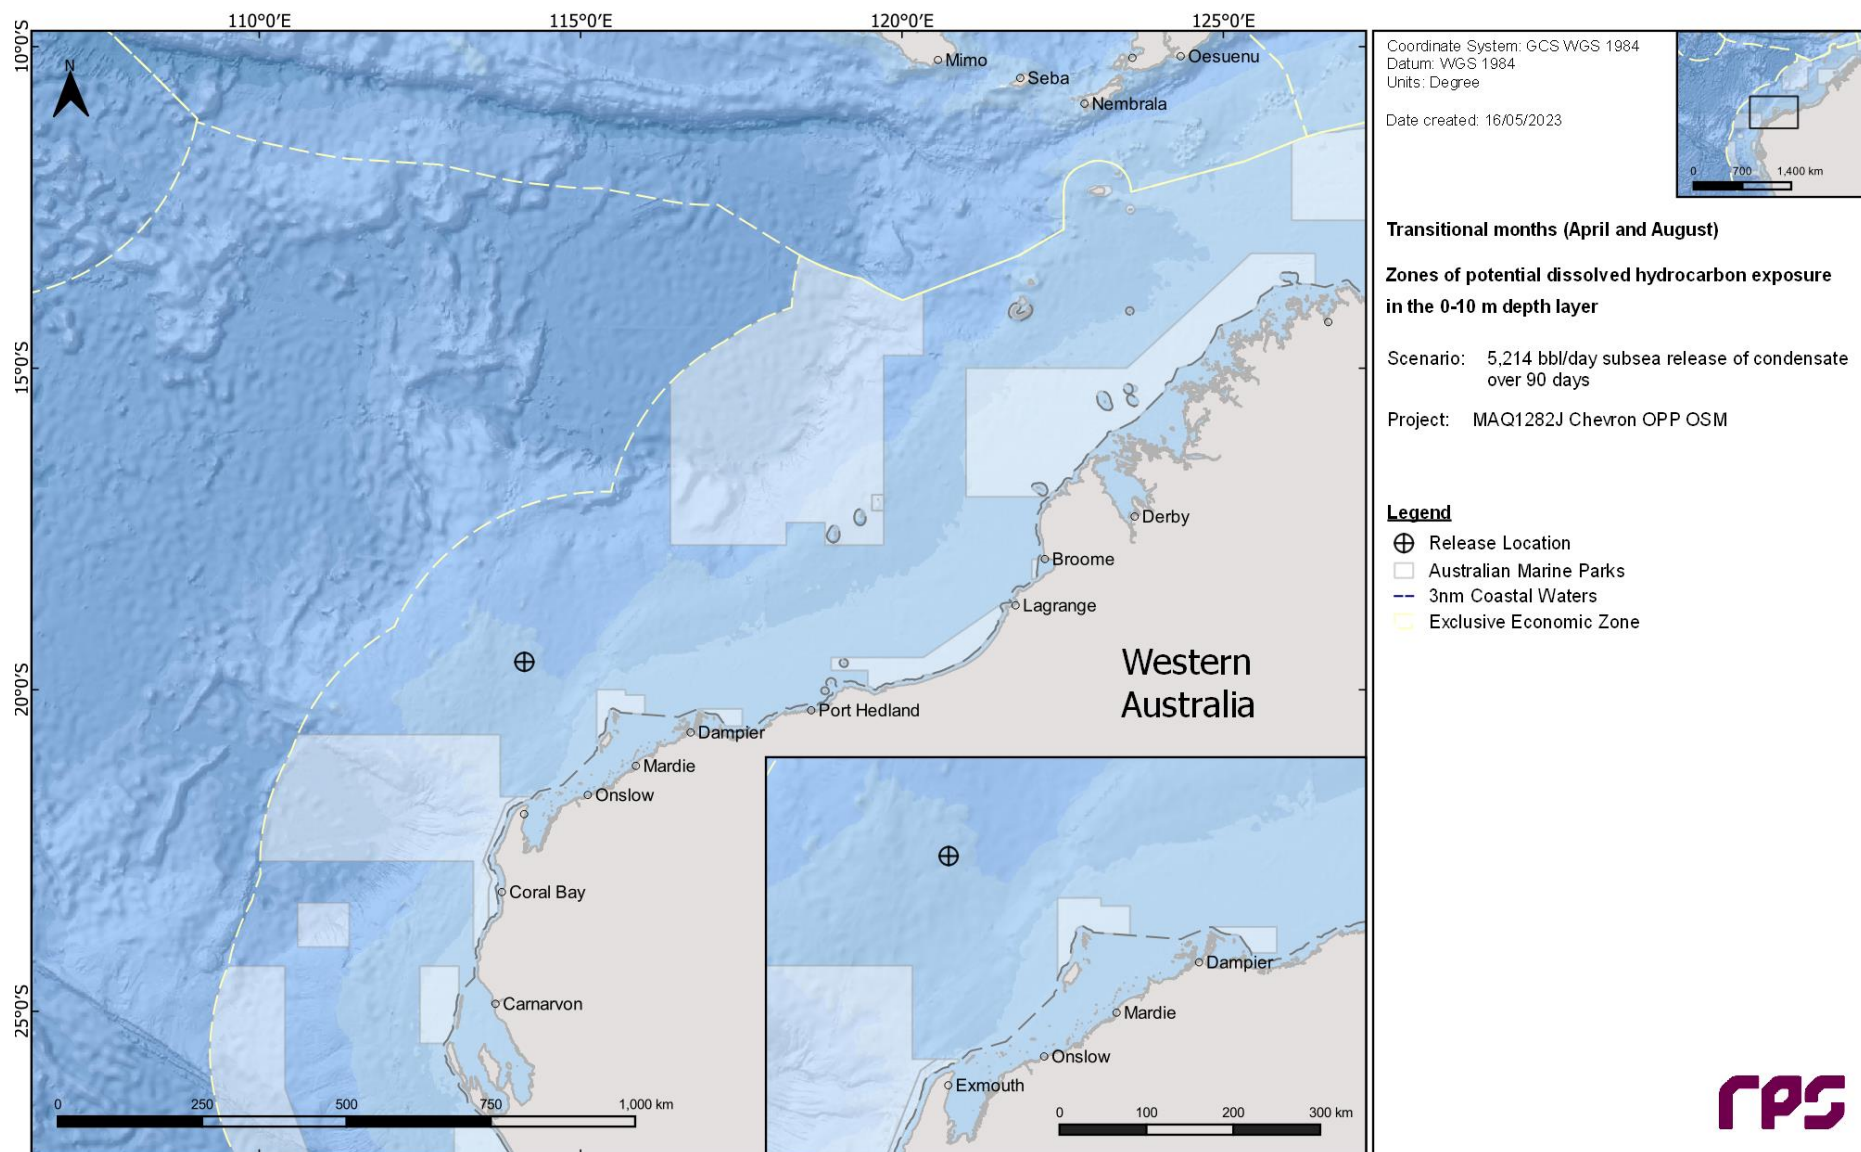 110°0'E 115°0'E 120°0'E 125°0'E
10°0'S
15°0'S
20°0'S
25°0'S
N
Mimo
Seba
Oesuenu
Nembrala
Derby
Broome
Lagrange
Western
Australia
Port Hedland
Dampier
Mardie
Onslow
Coral Bay
Carnarvon
0 250 500 750 1,000 km
Dampier
Mardie
Onslow
Exmouth
0 100 200 300 km
Coordinate System: GCS WGS 1984
Datum: WGS 1984
Units: Degree
Date created: 16/05/2023
0 700 1,400 km
Transitional months (April and August)
Zones of potential dissolved hydrocarbon exposure
in the 0-10 m depth layer
Scenario: 5,214 bbl/day subsea release of condensate
over 90 days
Project: MAQ1282J Chevron OPP OSM
Legend
Release Location
Australian Marine Parks
3nm Coastal Waters
Exclusive Economic Zone
rps